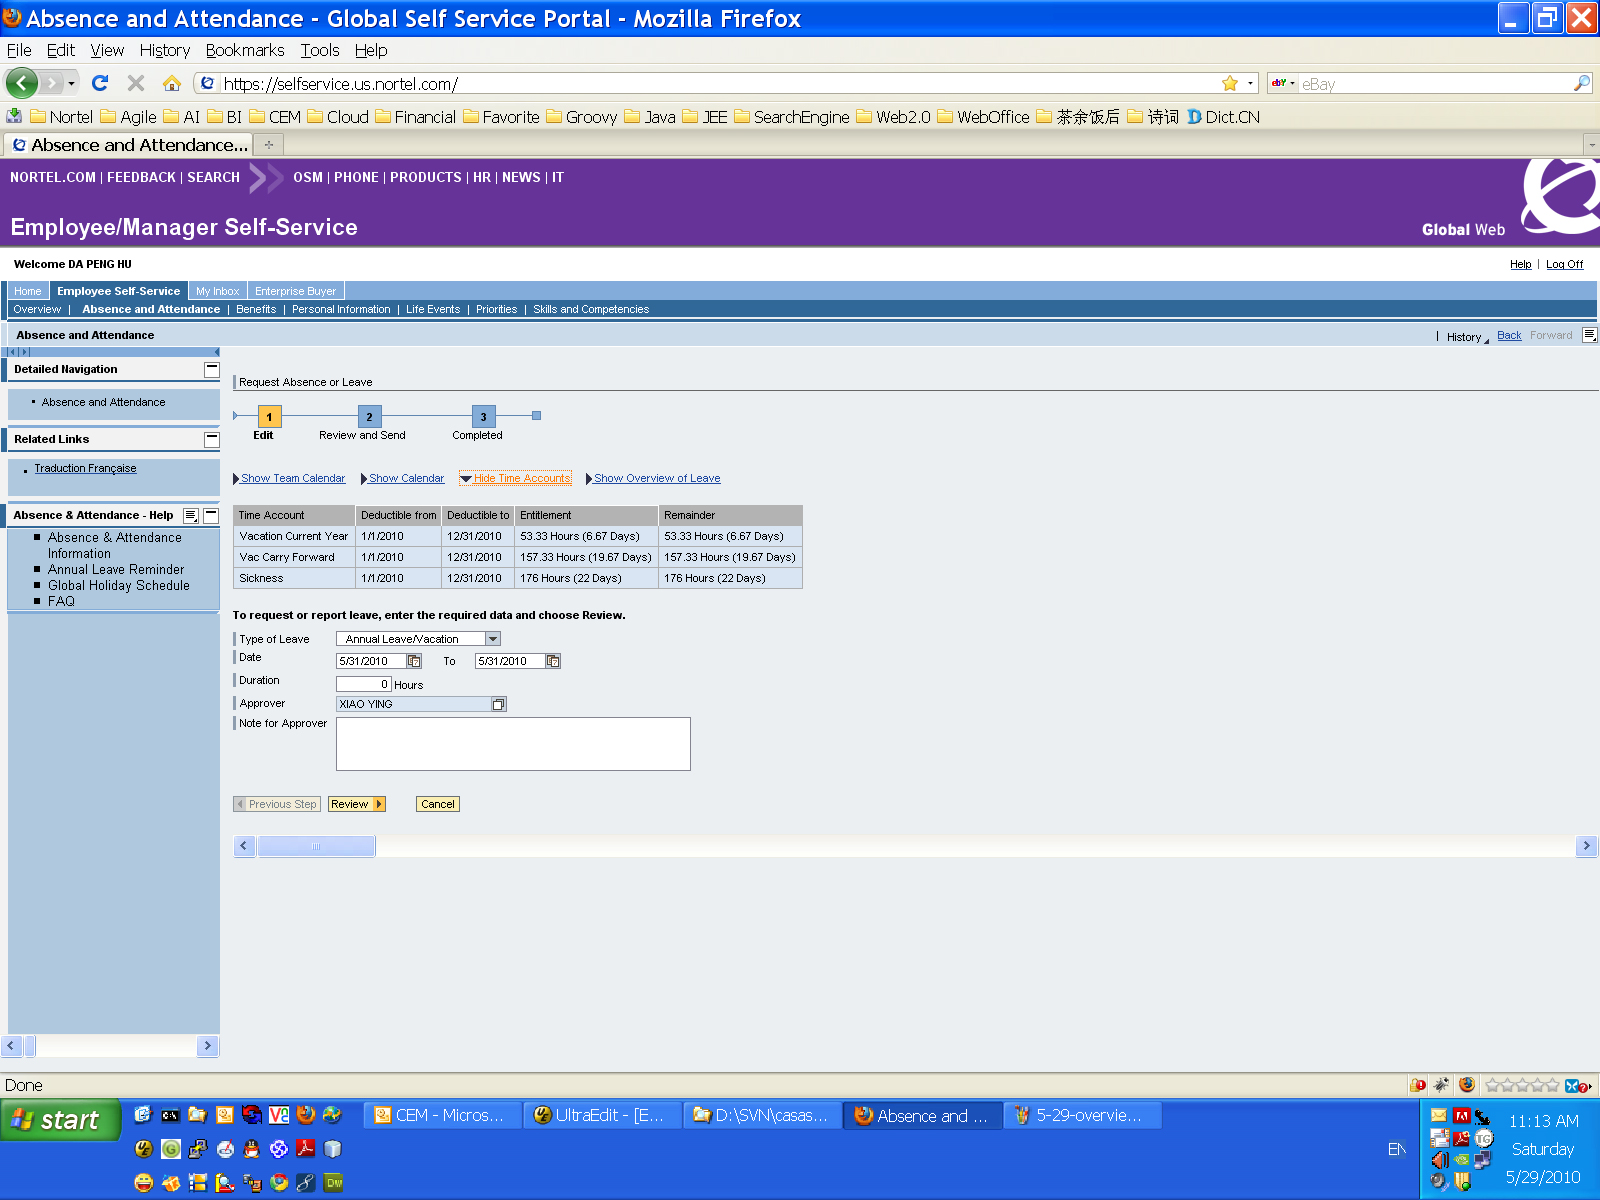 Absence and Attendance - Global Self Service Portal - Mozilla Firefox
File Edit View History Bookmarks Tools Help
https://selfservice.us.nortel.com/ eBay
Nortel Agile AI BI CEM Cloud Financial Favorite Groovy Java JEE SearchEngine Web2.0 WebOffice 茶余饭后 诗词 Dict.CN
Absence and Attendance...
NORTEL.COM | FEEDBACK | SEARCH OSM | PHONE | PRODUCTS | HR | NEWS | IT
Employee/Manager Self-Service
Global Web
Welcome DA PENG HU
Help | Log Off
Home Employee Self-Service My Inbox Enterprise Buyer
Overview | Absence and Attendance | Benefits | Personal Information | Life Events | Priorities | Skills and Competencies
Absence and Attendance
| History Back Forward
Detailed Navigation
Absence and Attendance
Related Links
Traduction Française
Absence & Attendance - Help
Absence & Attendance
Information
Annual Leave Reminder
Global Holiday Schedule
FAQ
Request Absence or Leave
1 2 3
Edit Review and Send Completed
Show Team Calendar Show Calendar Hide Time Accounts Show Overview of Leave
Time Account Deductible from Deductible to Entitlement Remainder
Vacation Current Year 1/1/2010 12/31/2010 53.33 Hours (6.67 Days) 53.33 Hours (6.67 Days)
Vac Carry Forward 1/1/2010 12/31/2010 157.33 Hours (19.67 Days) 157.33 Hours (19.67 Days)
Sickness 1/1/2010 12/31/2010 176 Hours (22 Days) 176 Hours (22 Days)
To request or report leave, enter the required data and choose Review.
Type of Leave Annual Leave/Vacation
Date 5/31/2010 To 5/31/2010
Duration 0 Hours
Approver XIAO YING
Note for Approver
Previous Step Review Cancel
Done
start CEM - Micros... UltraEdit - [E... D:\SVN\casas... Absence and ... 5-29-overvie...
EN
11:13 AM
Saturday
5/29/2010